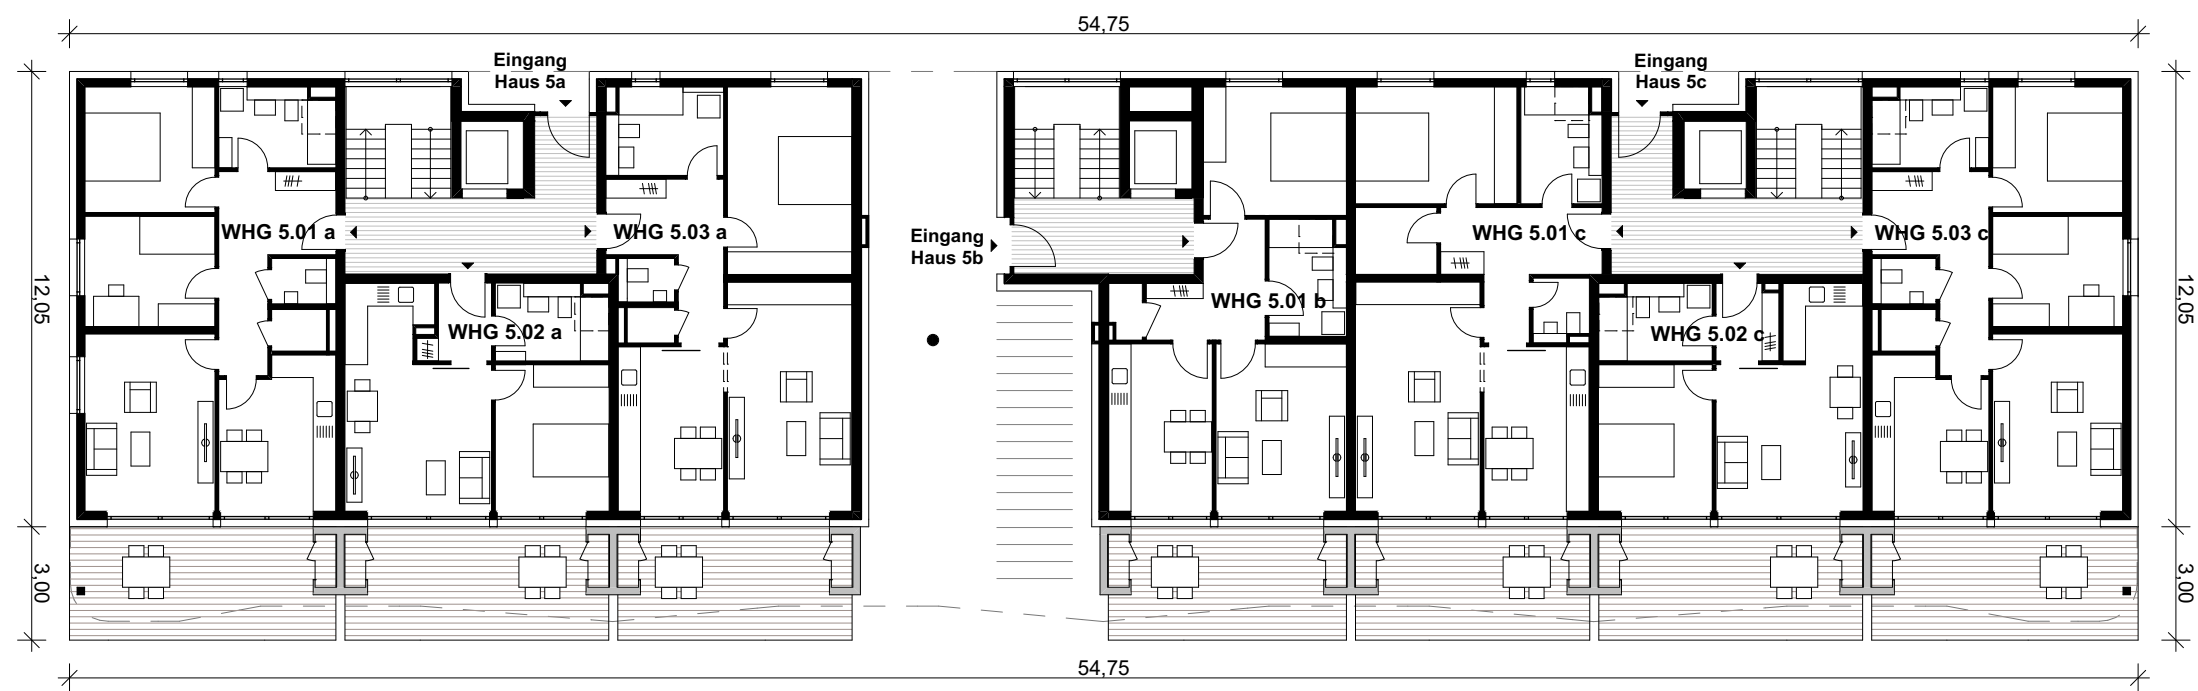 54,75
Eingang
Haus 5a
Eingang
Haus 5c
WHG 5.01 a
WHG 5.03 a
Eingang
Haus 5b
WHG 5.01 c
WHG 5.03 c
12,05
WHG 5.02 a
WHG 5.01 b
WHG 5.02 c
12,05
3,00
3,00
54,75